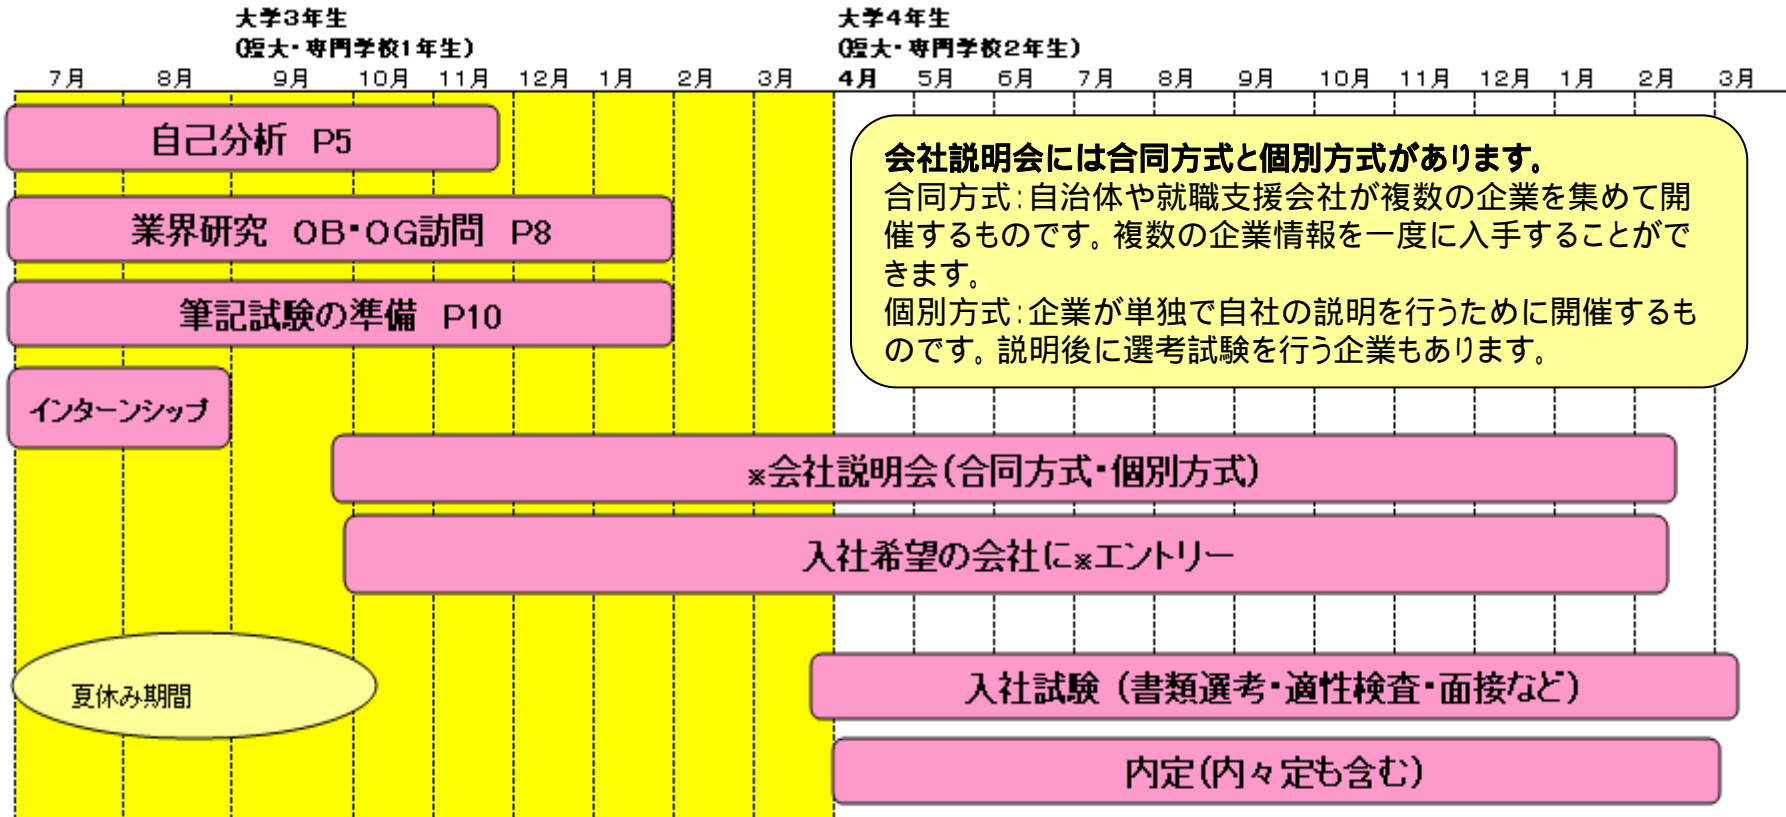 大学3年生
(短大・専門学校1年生)
大学4年生
(短大・専門学校2年生)
7月 8月 9月 10月 11月 12月 1月 2月 3月 4月 5月 6月 7月 8月 9月 10月 11月 12月 1月 2月 3月
自己分析 P5
業界研究 OB・OG訪問 P8
筆記試験の準備 P10
インターンシップ
会社説明会には合同方式と個別方式があります。
合同方式:自治体や就職支援会社が複数の企業を集めて開
催するものです。複数の企業情報を一度に入手することがで
きます。
個別方式:企業が単独で自社の説明を行うために開催するも
のです。説明後に選考試験を行う企業もあります。
※会社説明会(合同方式・個別方式)
入社希望の会社に※エントリー
夏休み期間
入社試験(書類選考・適性検査・面接など)
内定(内々定も含む)